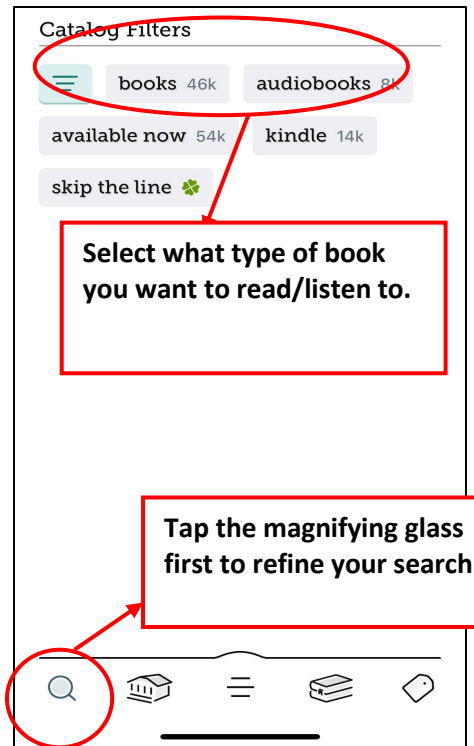 Catalog Filters
books 46k audiobooks 8k
available now 54k kindle 14k
skip the line
Select what type of book
you want to read/listen to.
Tap the magnifying glass
first to refine your search